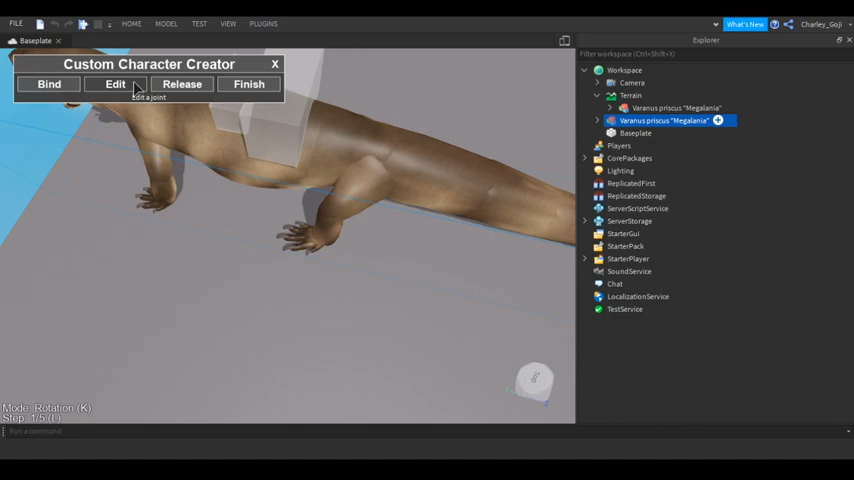 FILE HOME MODEL TEST VIEW PLUGINS What's New Charley_Goji
Baseplate
Explorer
Filter workspace (Ctrl+Shift+X)
Custom Character Creator X
Bind Edit Release Finish
Edit a joint
Workspace
Camera
Terrain
Varanus priscus "Megalania"
Varanus priscus "Megalania"
Baseplate
Players
CorePackages
Lighting
ReplicatedFirst
ReplicatedStorage
ServerScriptService
ServerStorage
StarterGui
StarterPack
StarterPlayer
SoundService
Chat
LocalizationService
TestService
Mode: Rotation (K)
Step: 1/5 (L)
Run a command